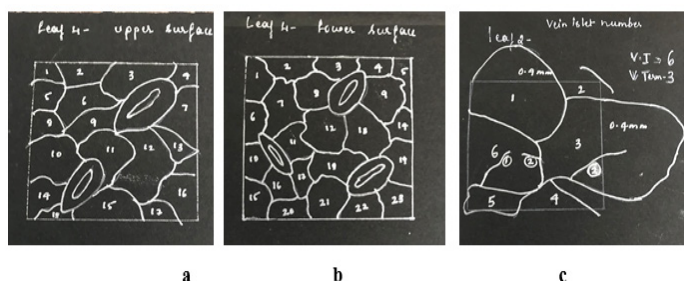 Leaf 4- upper surface
1 2 3 4
5 6 7
8 9
10 11 12 13
14 15 16
18 17
Leaf 4- Lower surface
1 2 3 4 5
6 7 8 9
10 11 12 13 14
15 16 17 18 19
20 21 22 23
Vein islet number
Leaf 2-
V.I → 6
V.Term-3
0.4mm
1 2
0.4mm
3
6 1 2
3
5 4
a b c